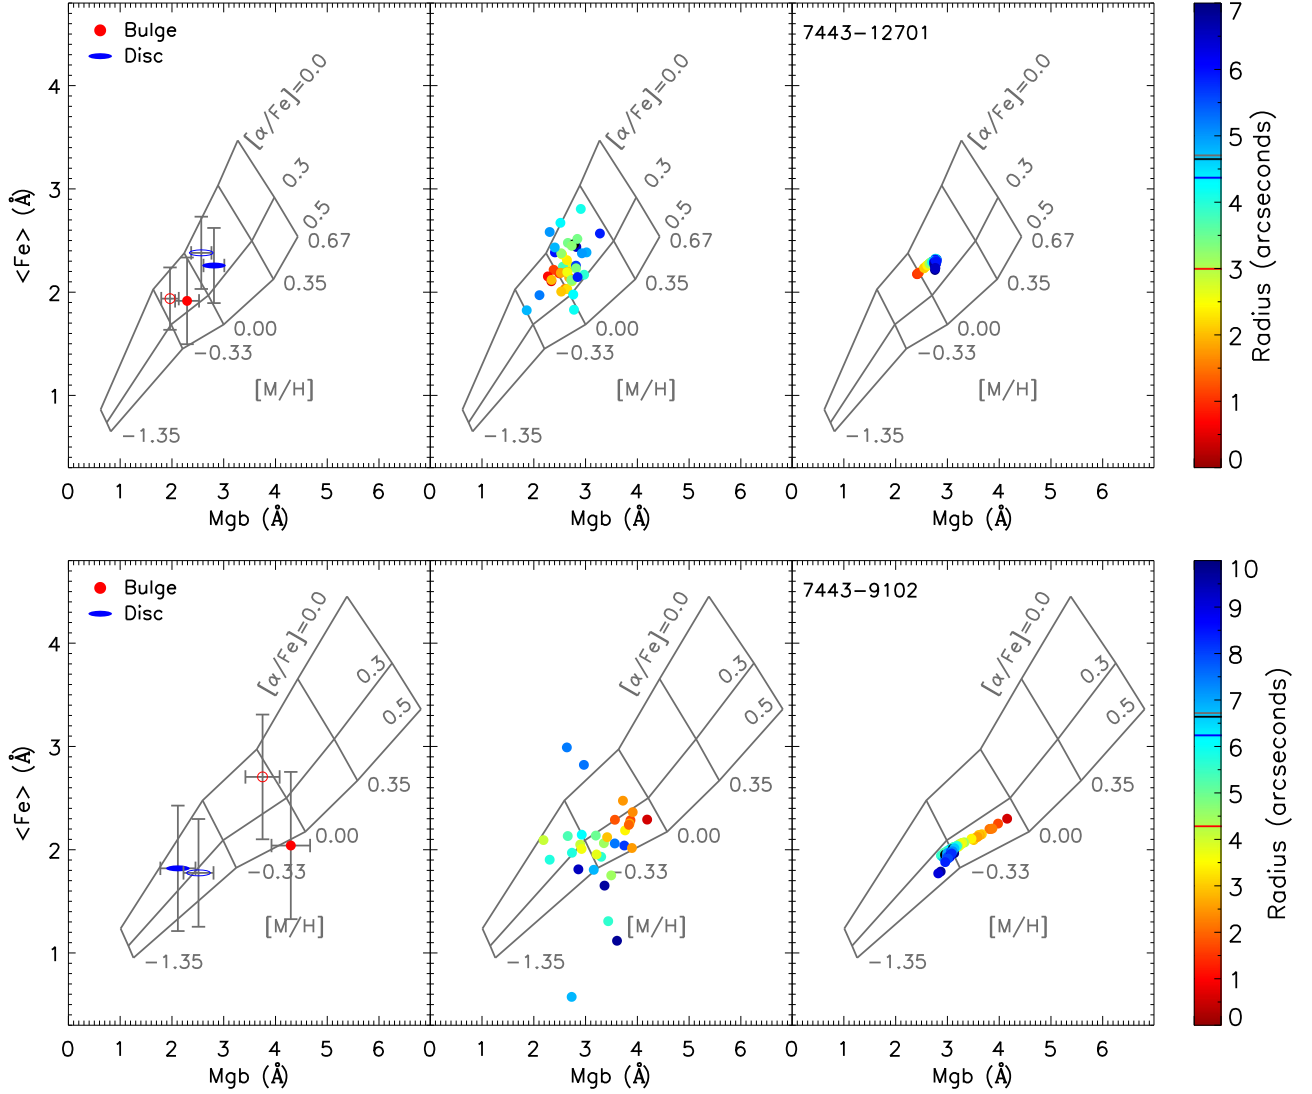 Bulge
Disc
7443-12701
[α/Fe]=0.0
0.3
0.5
0.67
0.35
0.00
-0.33
[M/H]
-1.35
[α/Fe]=0.0
0.3
0.5
0.67
0.35
0.00
-0.33
[M/H]
-1.35
[α/Fe]=0.0
0.3
0.5
0.67
0.35
0.00
-0.33
[M/H]
-1.35
4
3
2
1
<Fe> (Å)
0 1 2 3 4 5 6 0 1 2 3 4 5 6 0 1 2 3 4 5 6
Mgb (Å) Mgb (Å) Mgb (Å)
7
6
5
4
3
2
1
0
Radius (arcseconds)
Bulge
Disc
7443-9102
[α/Fe]=0.0
0.3
0.5
0.35
0.00
-0.33
[M/H]
-1.35
[α/Fe]=0.0
0.3
0.5
0.35
0.00
-0.33
[M/H]
-1.35
[α/Fe]=0.0
0.3
0.5
0.35
0.00
-0.33
[M/H]
-1.35
4
3
2
1
<Fe> (Å)
0 1 2 3 4 5 6 0 1 2 3 4 5 6 0 1 2 3 4 5 6
Mgb (Å) Mgb (Å) Mgb (Å)
10
9
8
7
6
5
4
3
2
1
0
Radius (arcseconds)